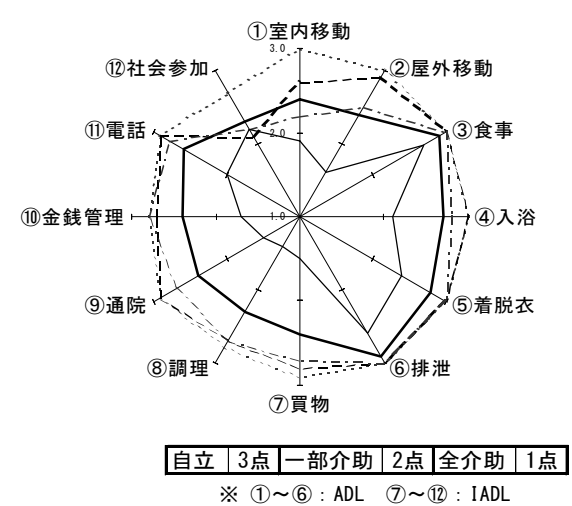 ①室内移動
3.0
⑫社会参加
②屋外移動
⑪電話
2.0
③食事
⑩金銭管理
1.0
④入浴
⑨通院
⑤着脱衣
⑧調理
⑥排泄
⑦買物
自立 3点 一部介助 2点 全介助 1点
※ ①～⑥：ADL ⑦～⑫：IADL